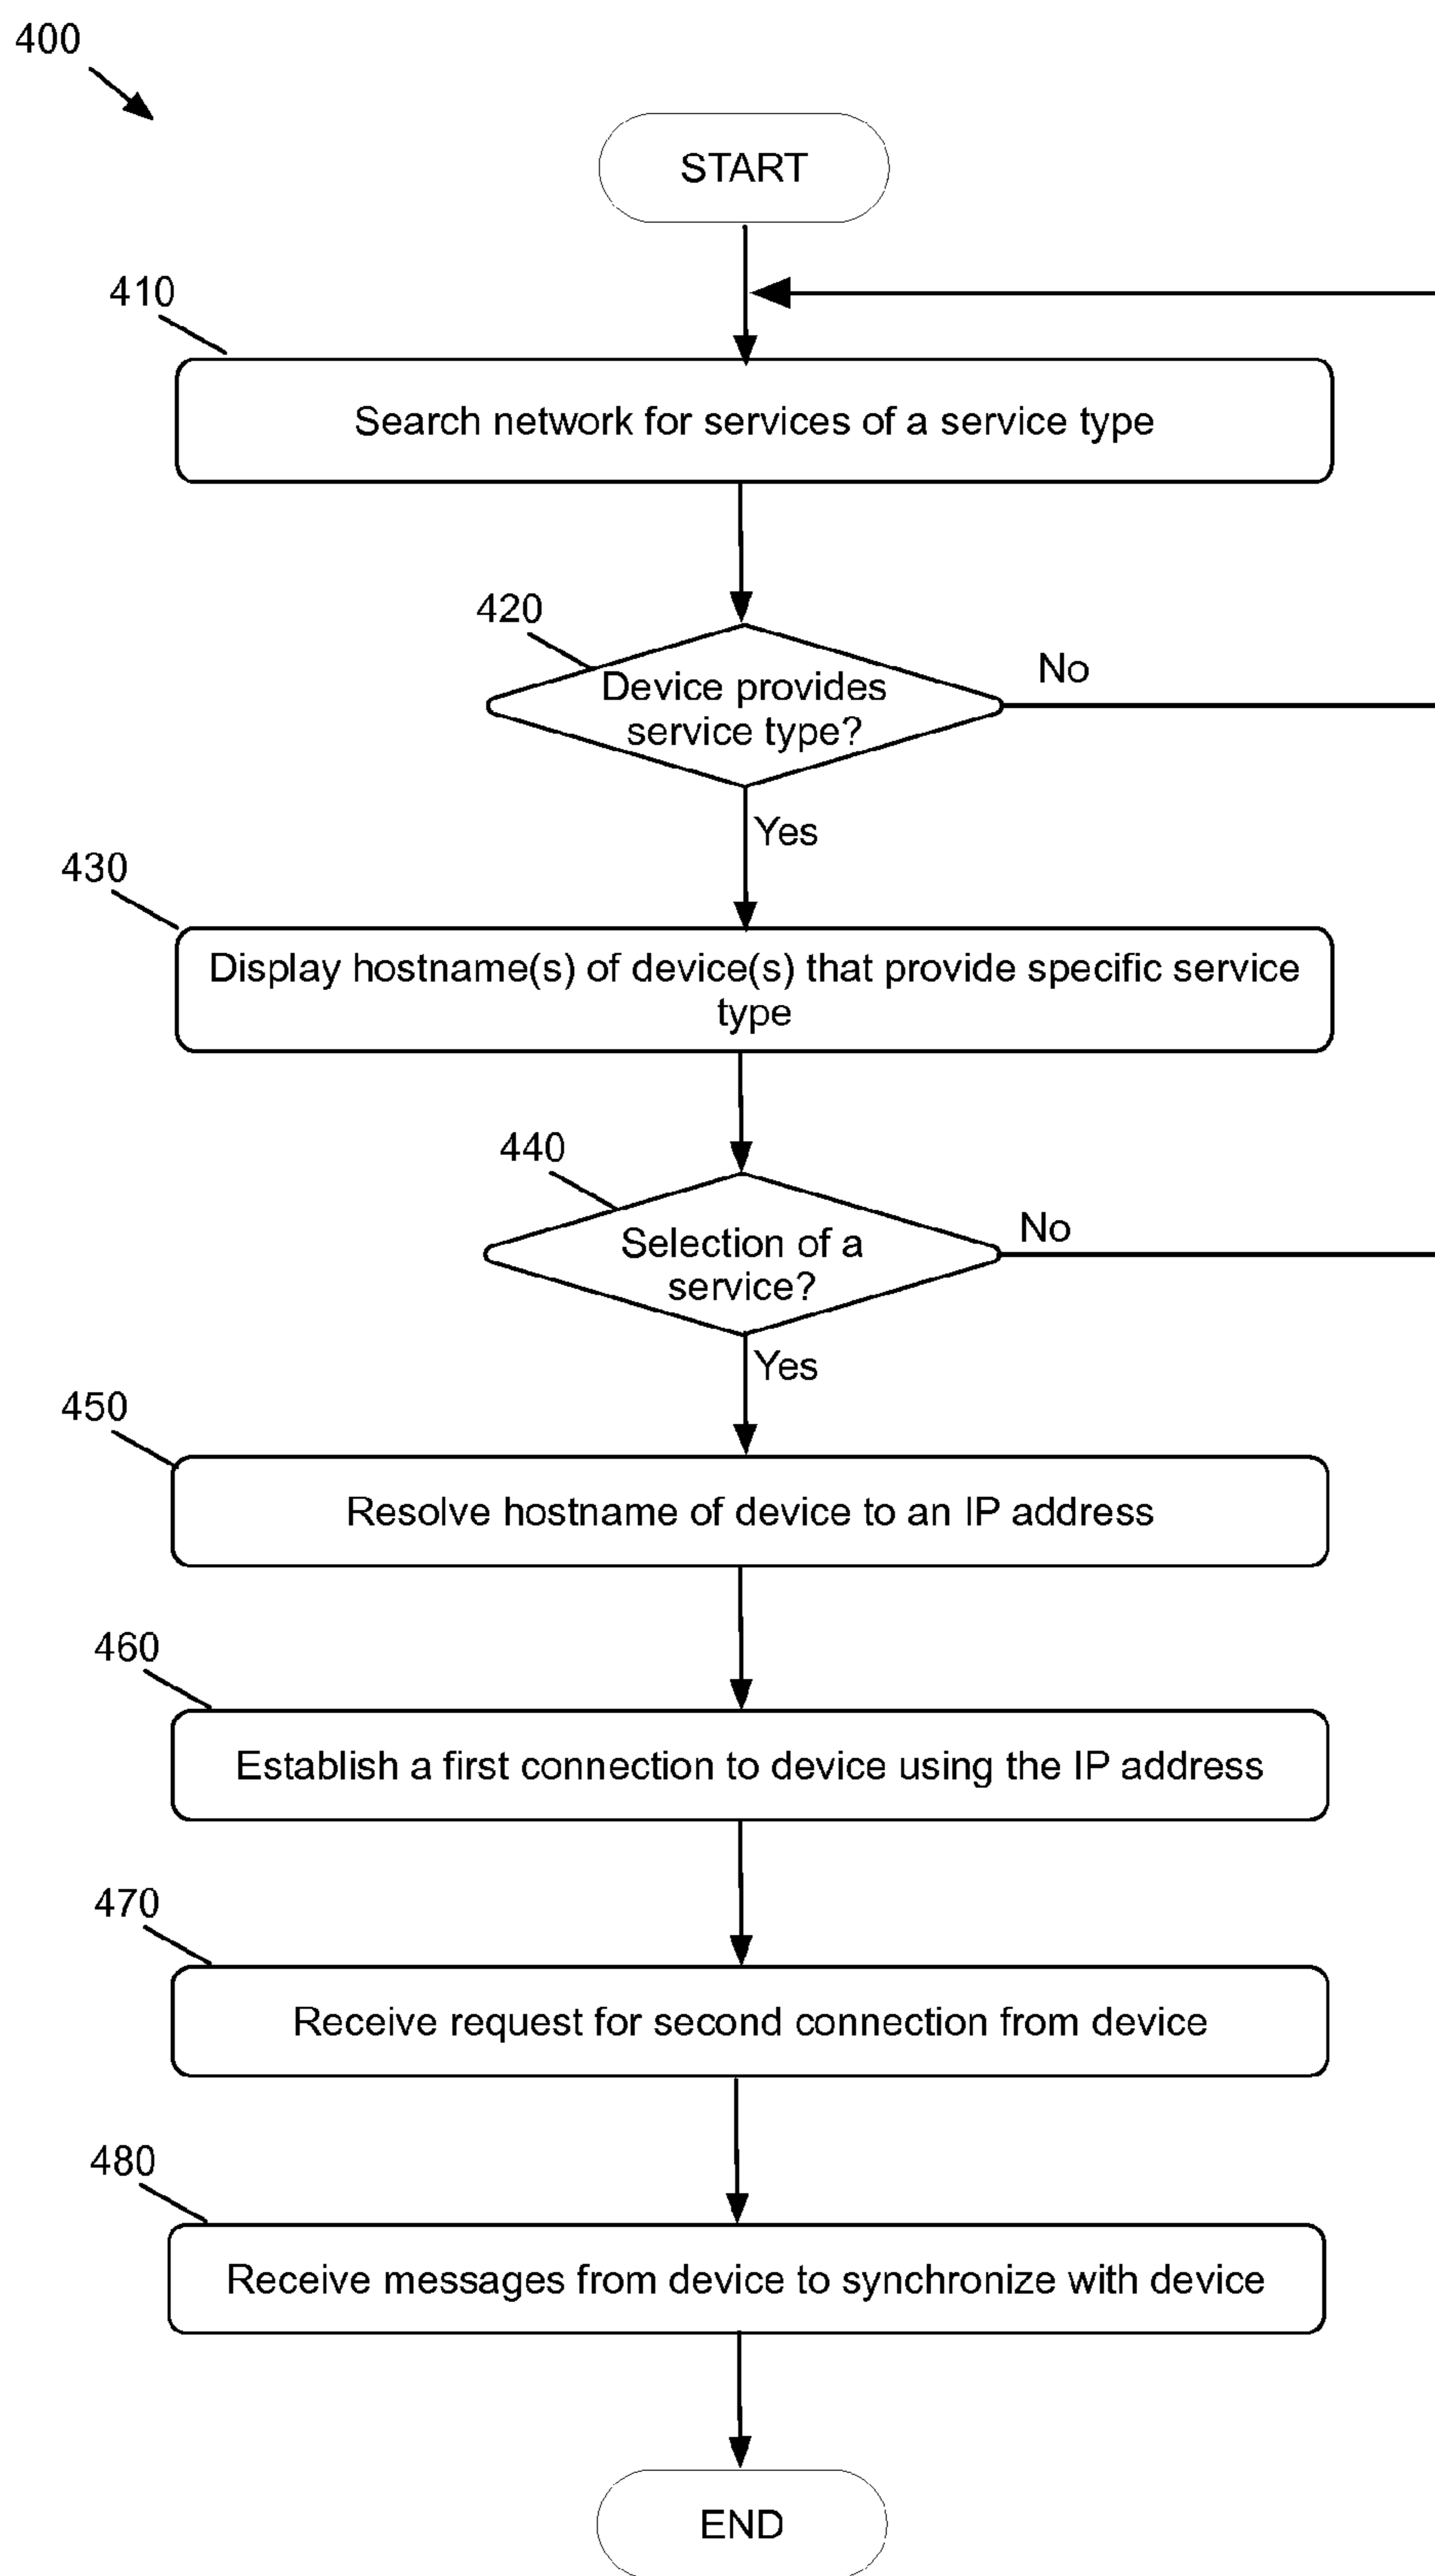 400
START
410
Search network for services of a service type
420
Device provides
service type?
No
Yes
430
Display hostname(s) of device(s) that provide specific service
type
440
Selection of a
service?
No
Yes
450
Resolve hostname of device to an IP address
460
Establish a first connection to device using the IP address
470
Receive request for second connection from device
480
Receive messages from device to synchronize with device
END